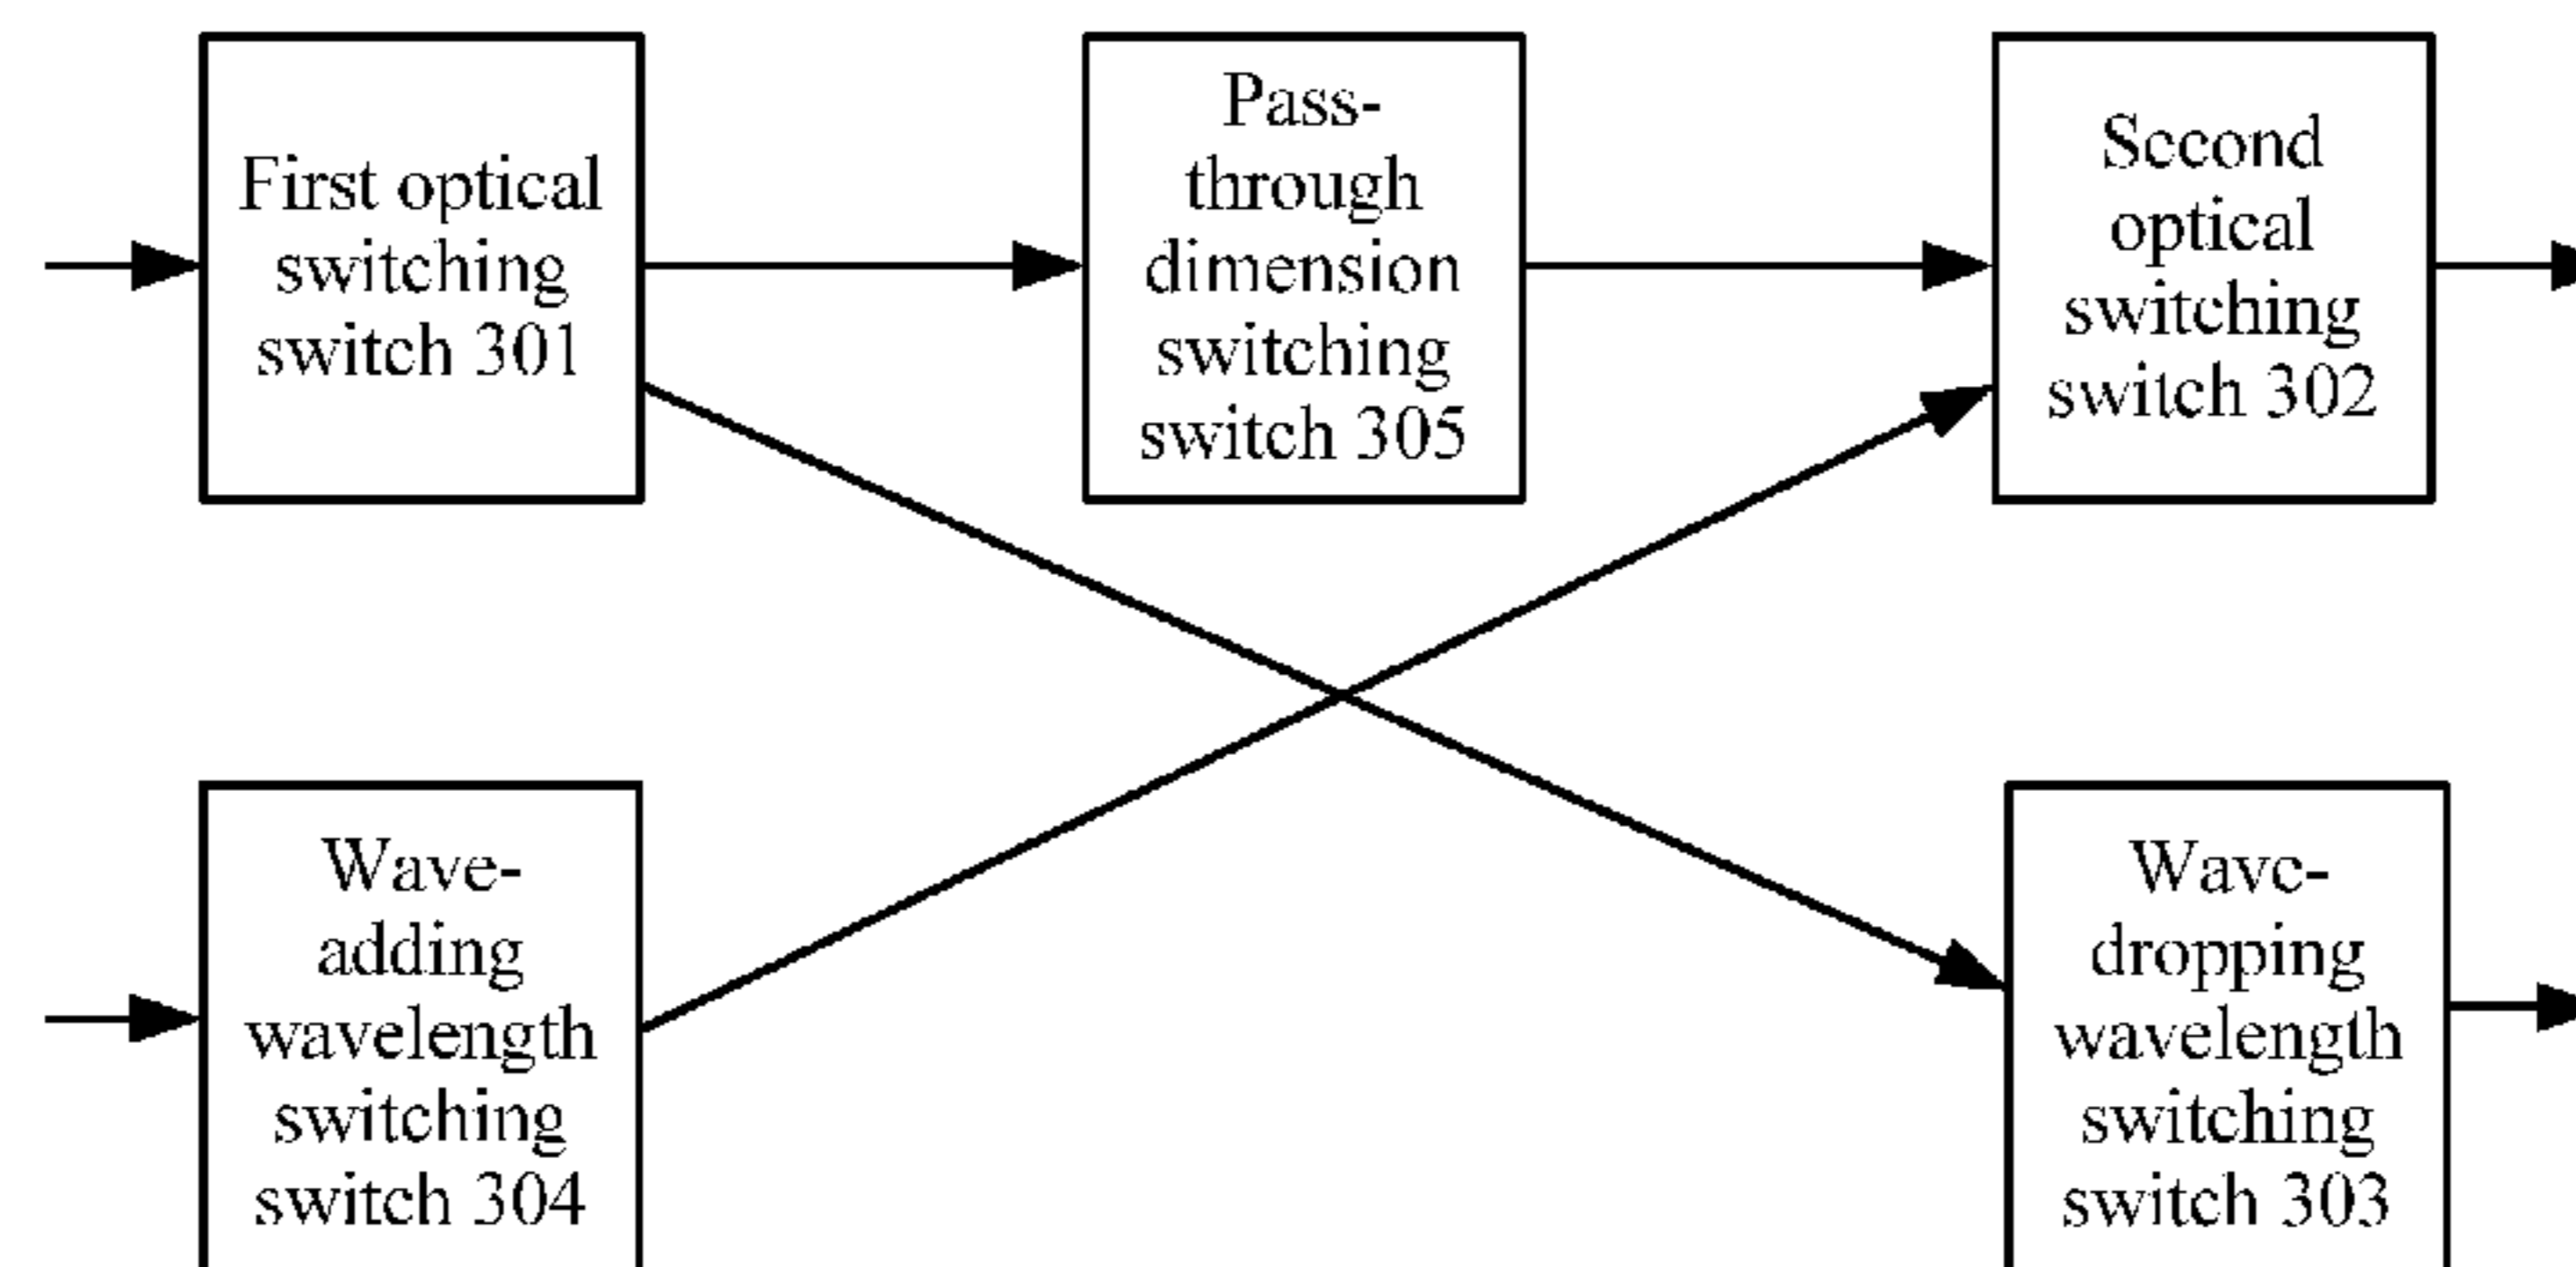 First optical
switching
switch 301
Pass-
through
dimension
switching
switch 305
Second
optical
switching
switch 302
Wave-
adding
wavelength
switching
switch 304
Wave-
dropping
wavelength
switching
switch 303